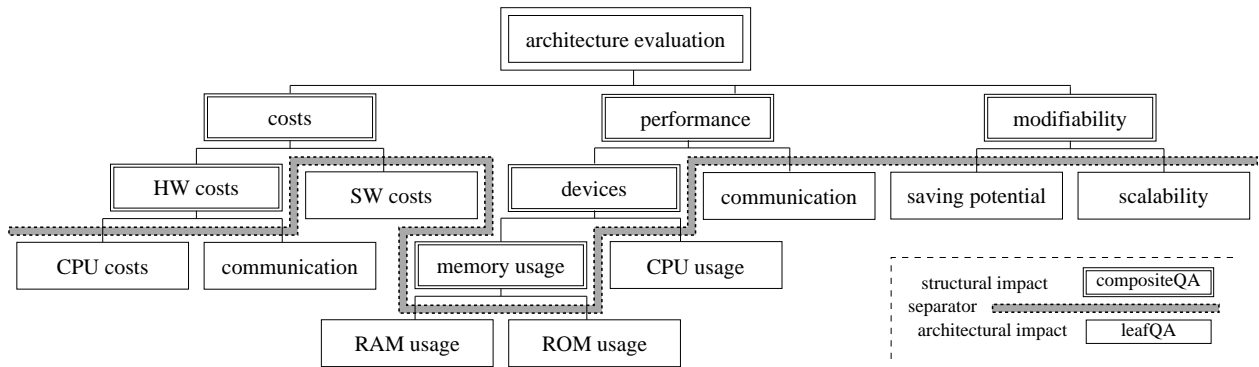 architecture evaluation
costs
performance
modifiability
HW costs
SW costs
devices
communication
saving potential
scalability
CPU costs
communication
memory usage
CPU usage
RAM usage
ROM usage
structural impact
compositeQA
separator
architectural impact
leafQA